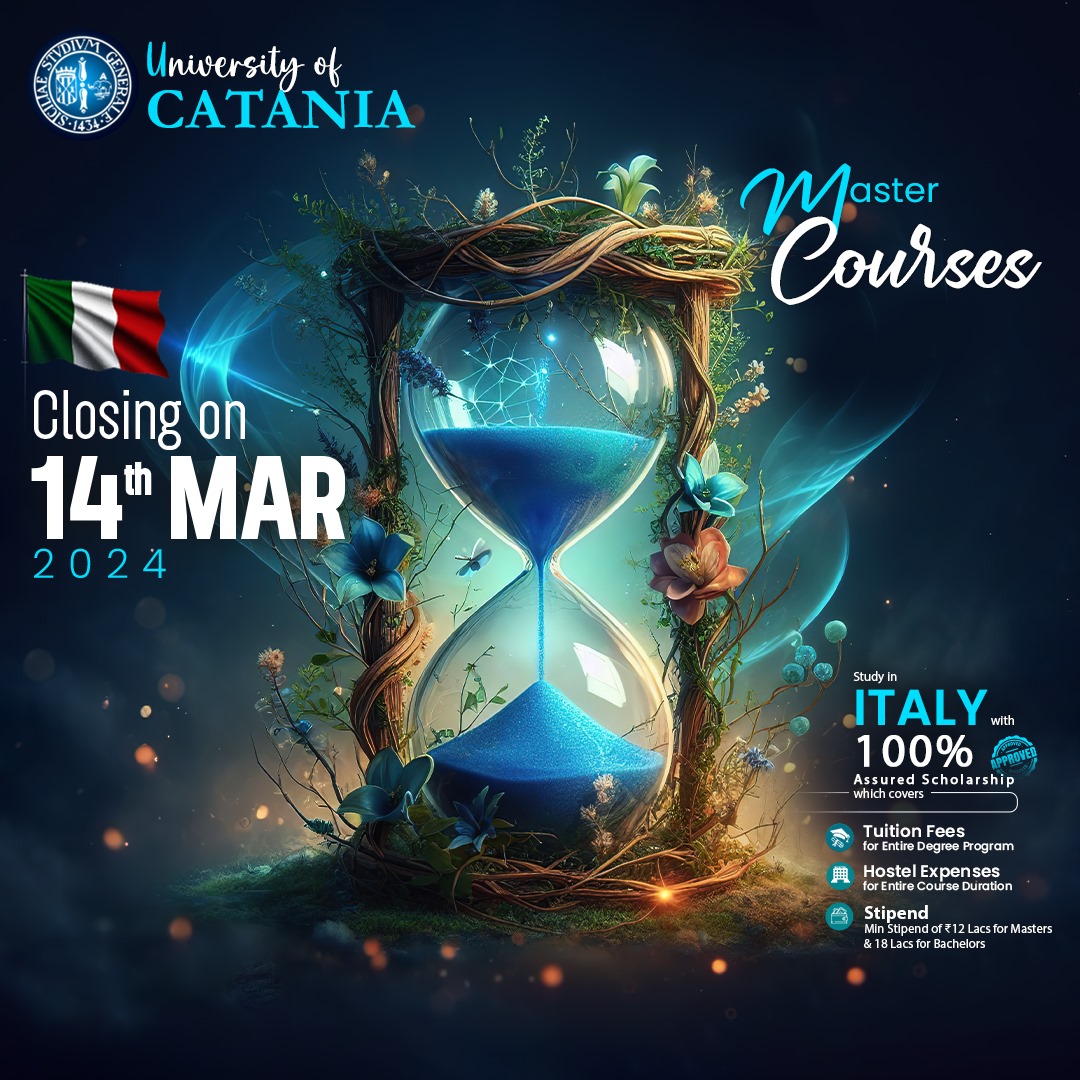 SICILIAE STVDIVM GENERALE
·1434·
University of
CATANIA
Master
Courses
Closing on
14th MAR
2024
Study in
ITALY with
100%
APPROVED
Assured Scholarship
which covers
Tuition Fees
for Entire Degree Program
Hostel Expenses
for Entire Course Duration
Stipend
Min Stipend of ₹12 Lacs for Masters
& 18 Lacs for Bachelors